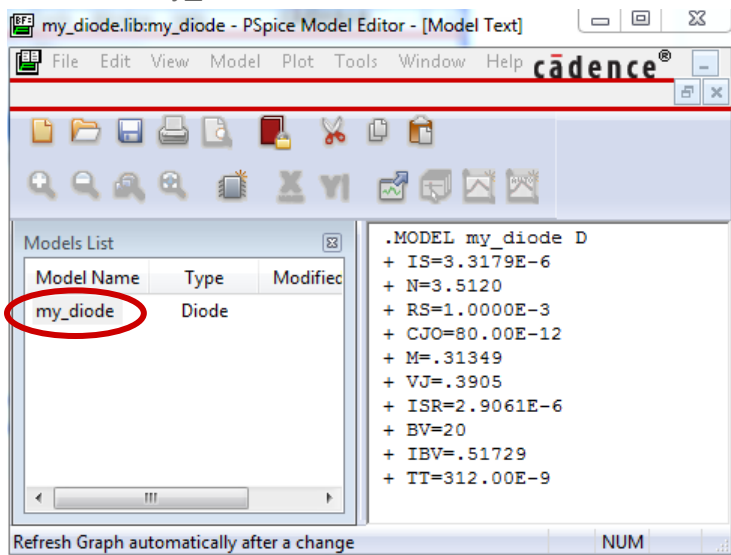 my_diode.lib:my_diode - PSpice Model Editor - [Model Text]
File Edit View Model Plot Tools Window Help cādence®
Models List
Model Name Type Modified
my_diode Diode
.MODEL my_diode D
+ IS=3.3179E-6
+ N=3.5120
+ RS=1.0000E-3
+ CJO=80.00E-12
+ M=.31349
+ VJ=.3905
+ ISR=2.9061E-6
+ BV=20
+ IBV=.51729
+ TT=312.00E-9
Refresh Graph automatically after a change NUM